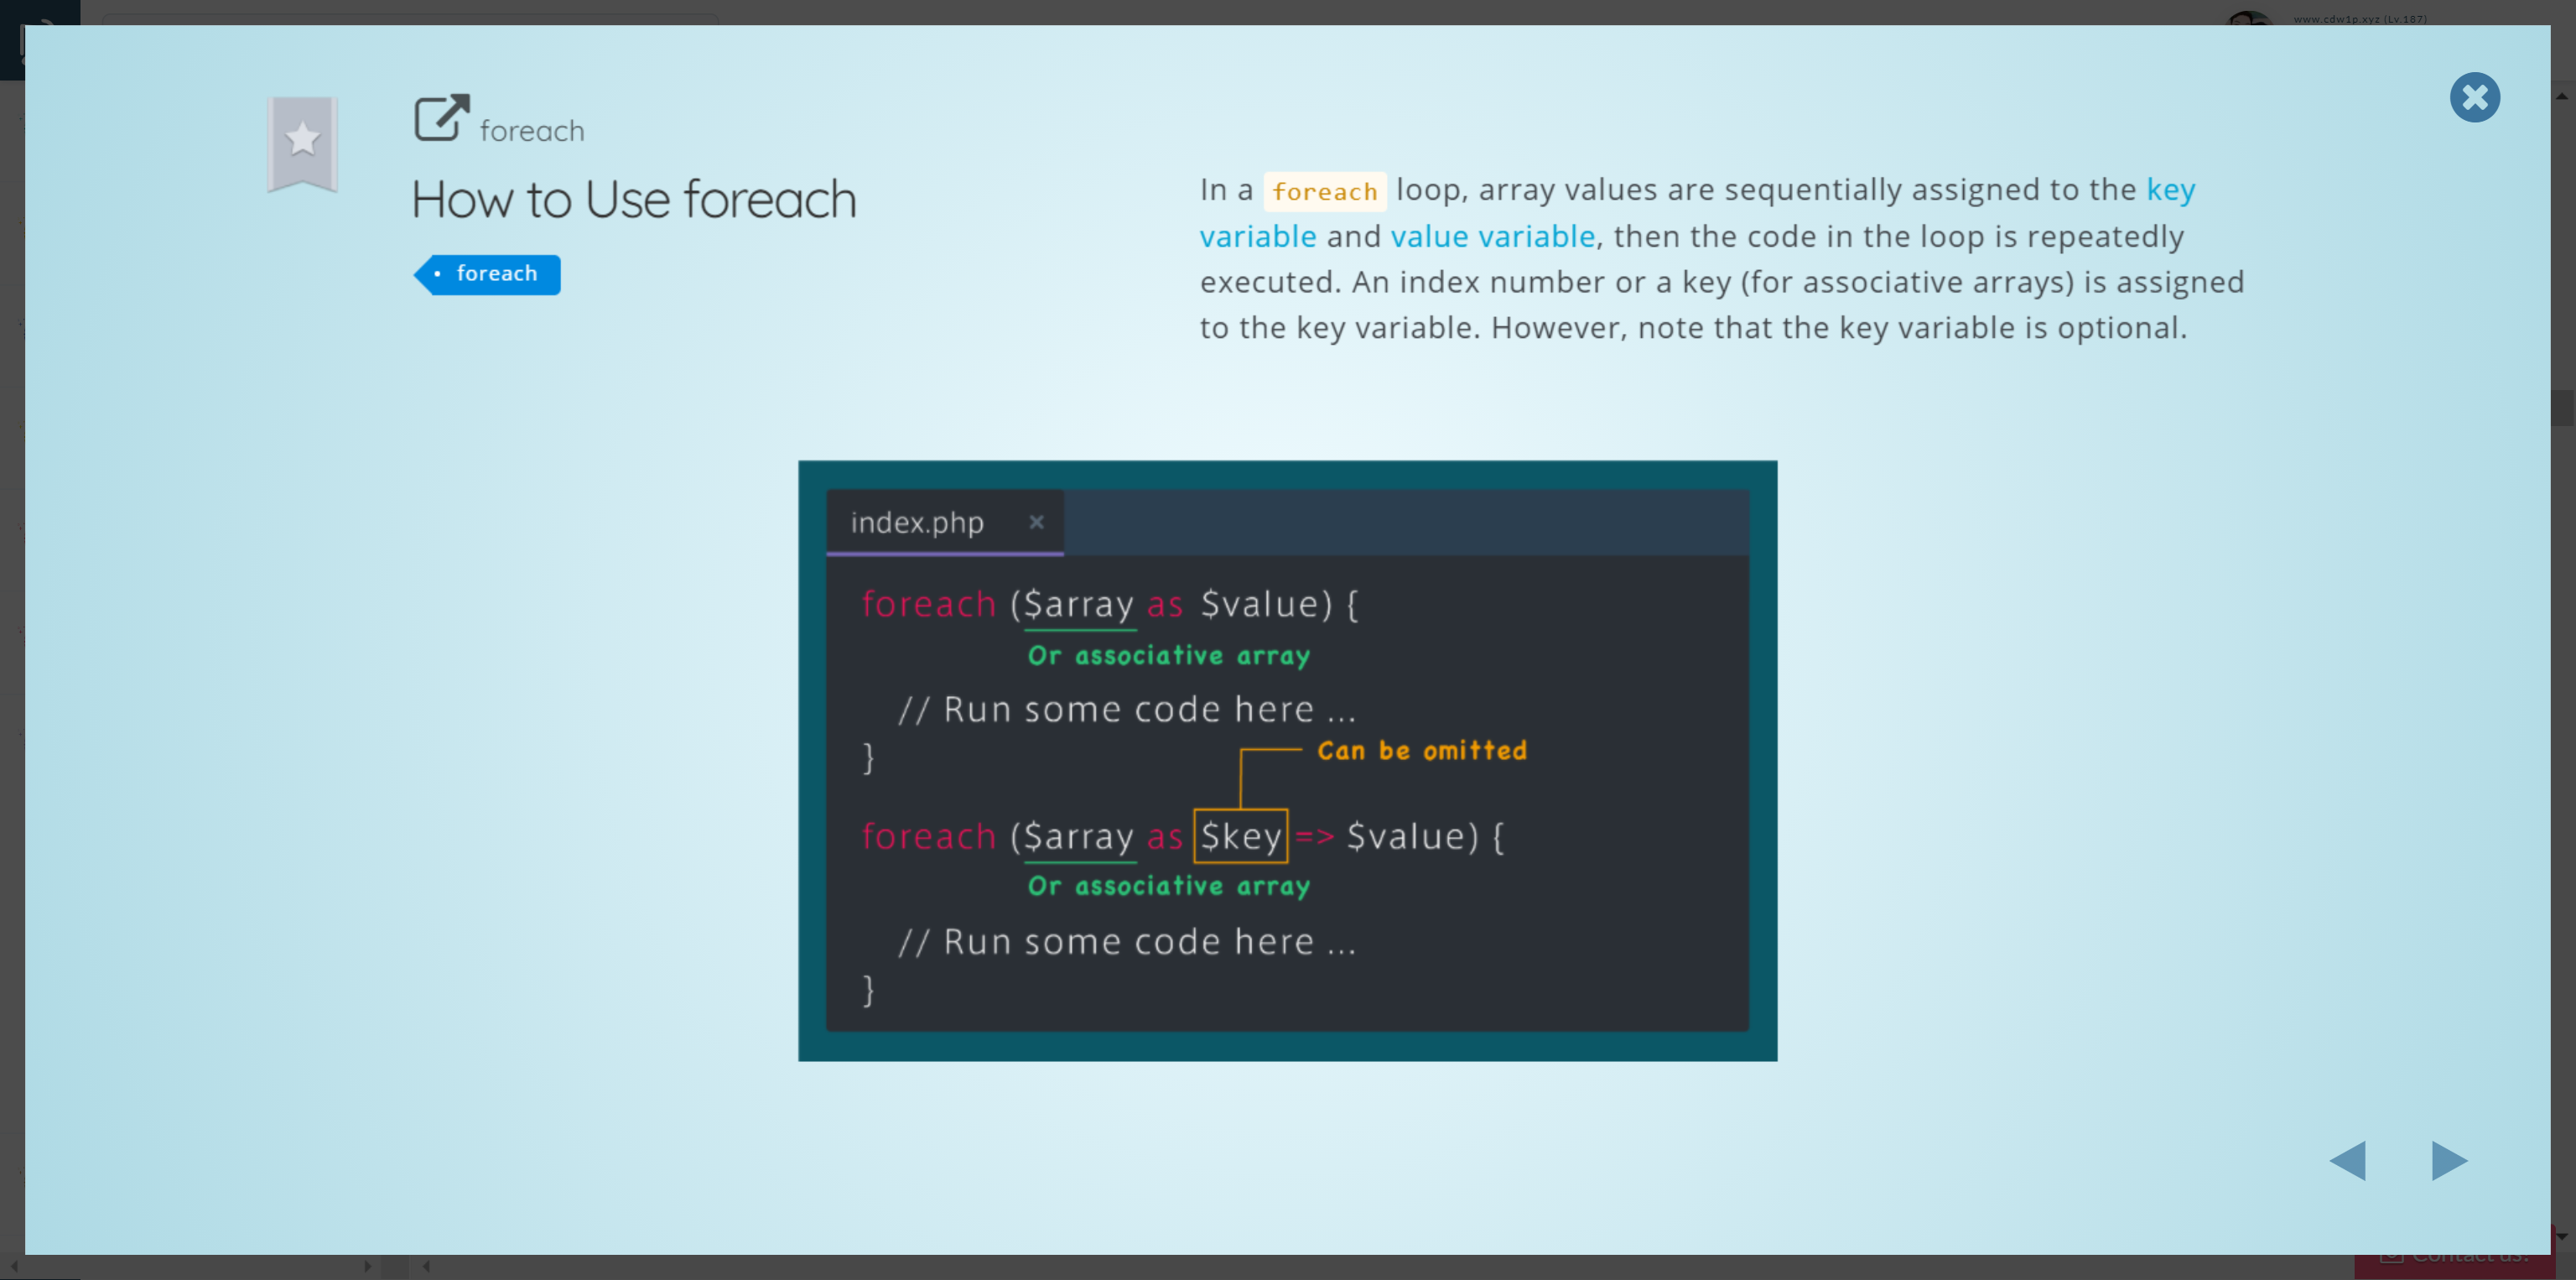 www.cdw1p.xyz (Lv.187)
foreach
How to Use foreach
foreach
In a foreach loop, array values are sequentially assigned to the key
variable and value variable, then the code in the loop is repeatedly
executed. An index number or a key (for associative arrays) is assigned
to the key variable. However, note that the key variable is optional.
index.php ×
foreach ($array as $value) {
Or associative array
// Run some code here ...
}
Can be omitted
foreach ($array as $key => $value) {
Or associative array
// Run some code here ...
}
Contact us!